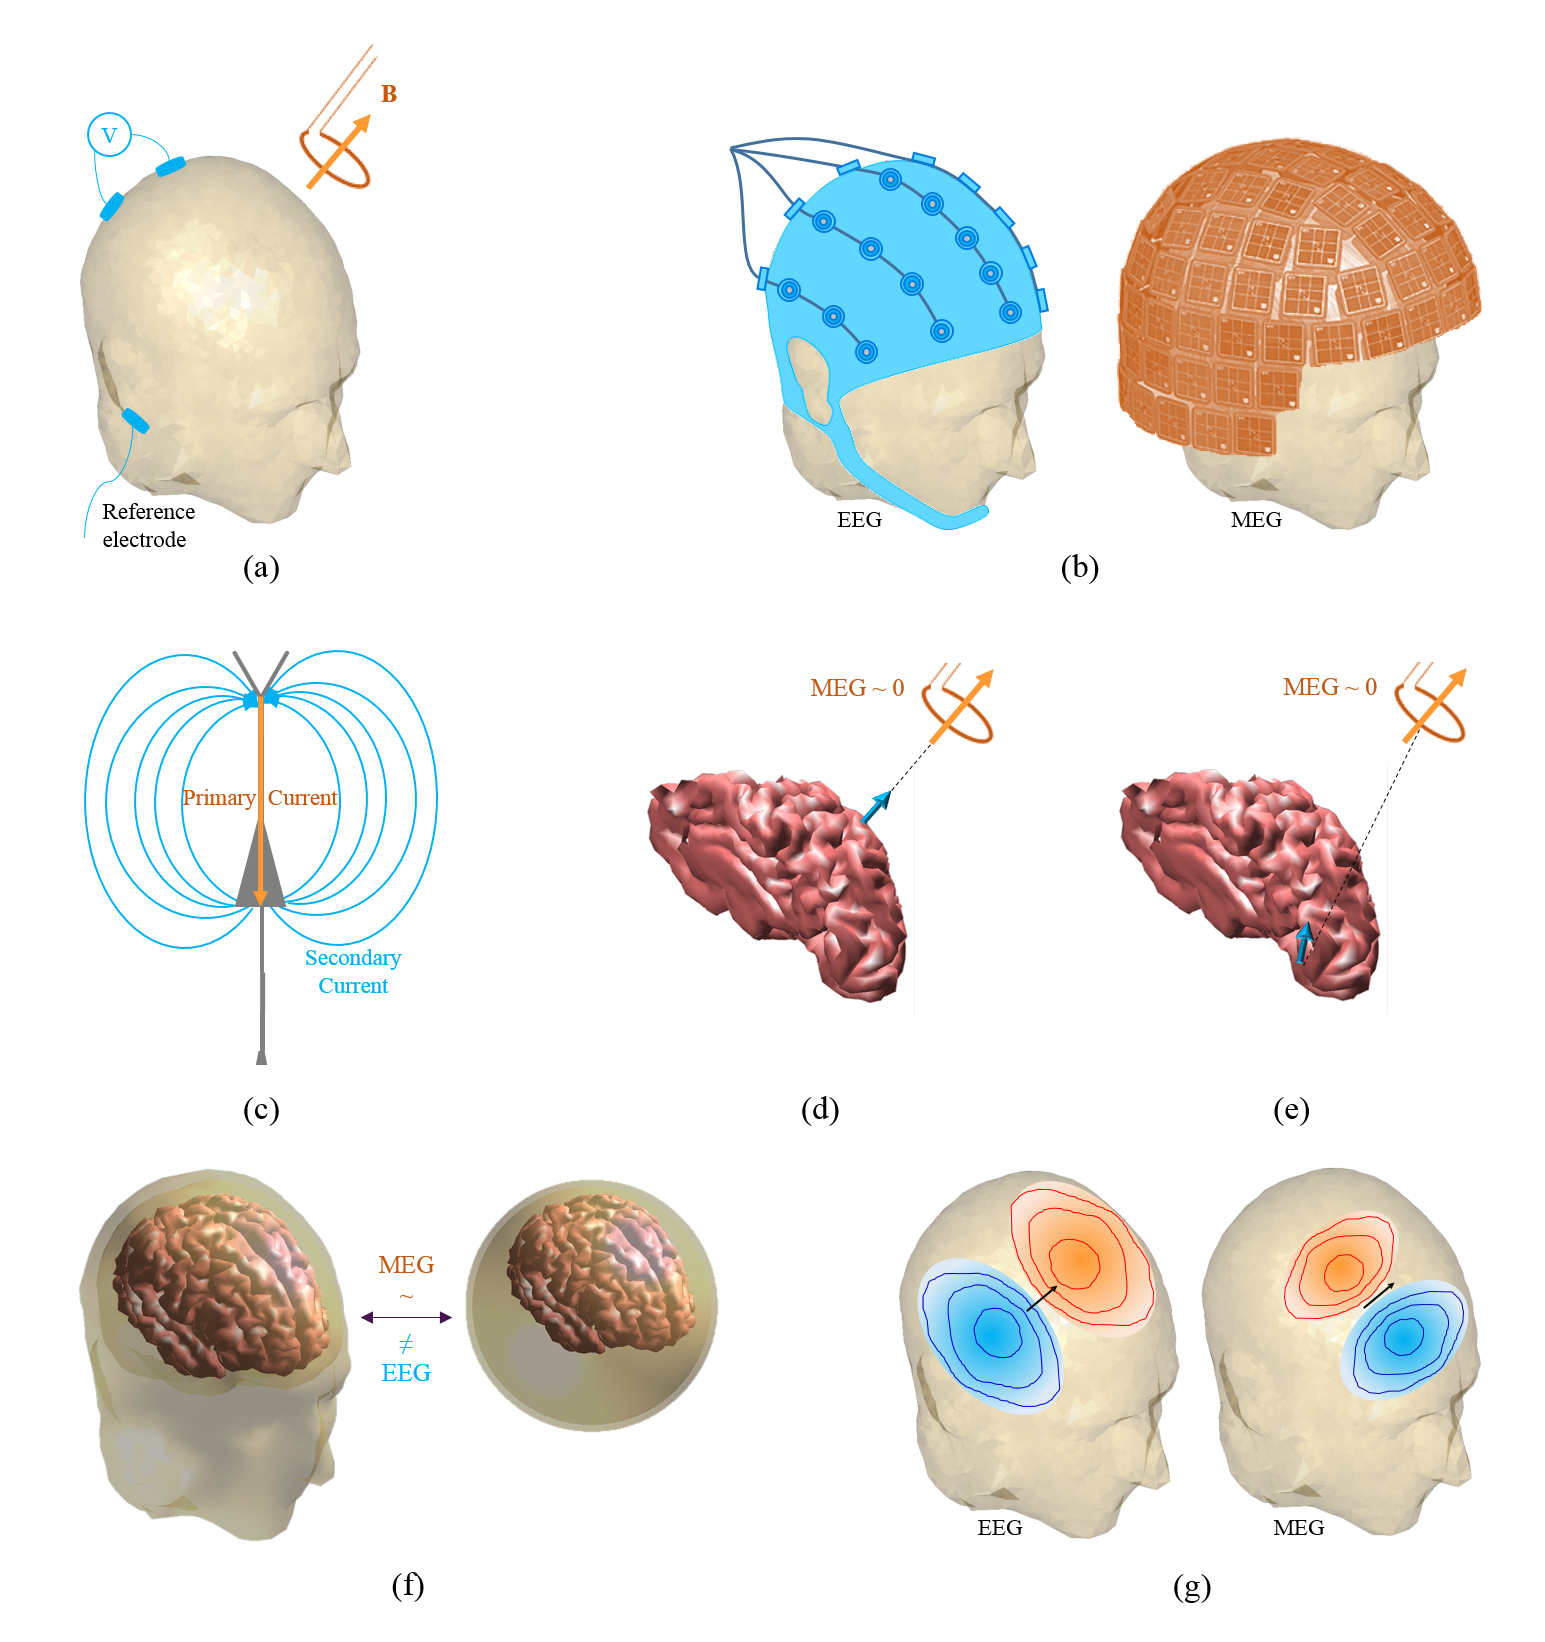 B
V
Reference
electrode
(a)
EEG
MEG
(b)
Primary Current
Secondary
Current
(c)
MEG ~ 0
(d)
MEG ~ 0
(e)
MEG
~
≠
EEG
(f)
EEG
MEG
(g)